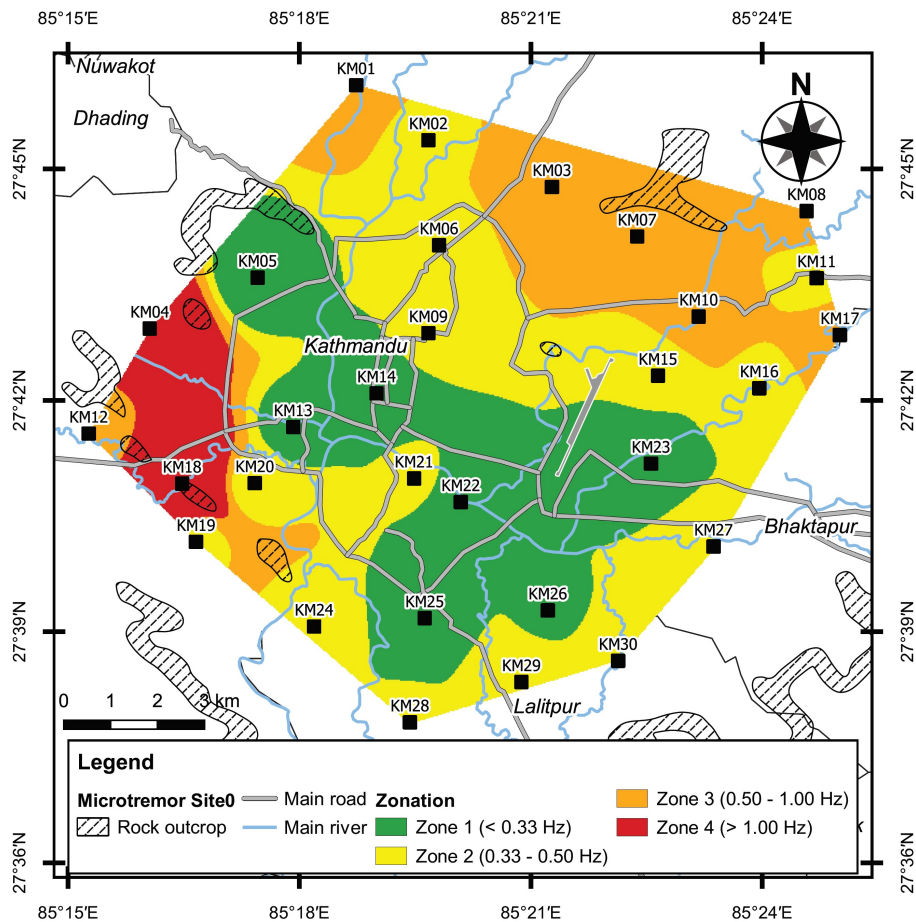 85°15′E 85°18′E 85°21′E 85°24′E
Nuwakot
KM01
N
Dhading
KM02
27°45′N
27°45′N
KM03
KM08
KM07
KM06
KM05
KM11
KM04
KM10
KM17
KM09
Kathmandu
KM15
KM16
KM14
27°42′N
27°42′N
KM12
KM13
KM23
KM18
KM20
KM21
KM22
KM19
KM27
Bhaktapur
KM26
KM24
KM25
27°39′N
27°39′N
KM30
KM29
0 1 2 3 km
KM28
Lalitpur
Legend
Microtremor Site0
Main road
Zonation
Zone 3 (0.50 - 1.00 Hz)
Rock outcrop
Main river
Zone 1 (< 0.33 Hz)
Zone 4 (> 1.00 Hz)
Zone 2 (0.33 - 0.50 Hz)
27°36′N
27°36′N
85°15′E 85°18′E 85°21′E 85°24′E